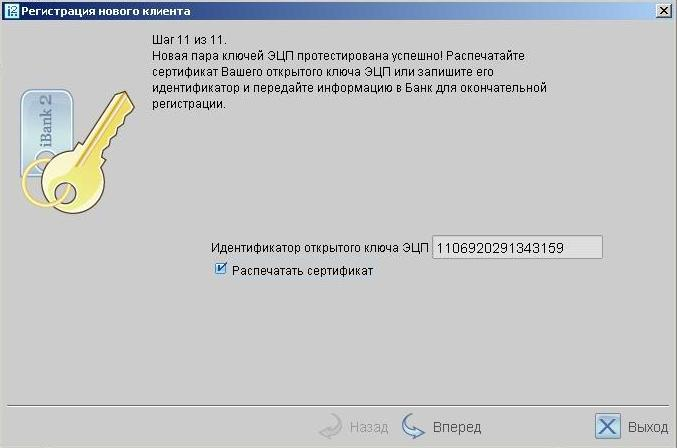 Регистрация нового клиента
Шаг 11 из 11.
Новая пара ключей ЭЦП протестирована успешно! Распечатайте
сертификат Вашего открытого ключа ЭЦП или запишите его
идентификатор и передайте информацию в Банк для окончательной
регистрации.
iBank 2
Идентификатор открытого ключа ЭЦП 1106920291343159
Распечатать сертификат
Назад Вперед Выход